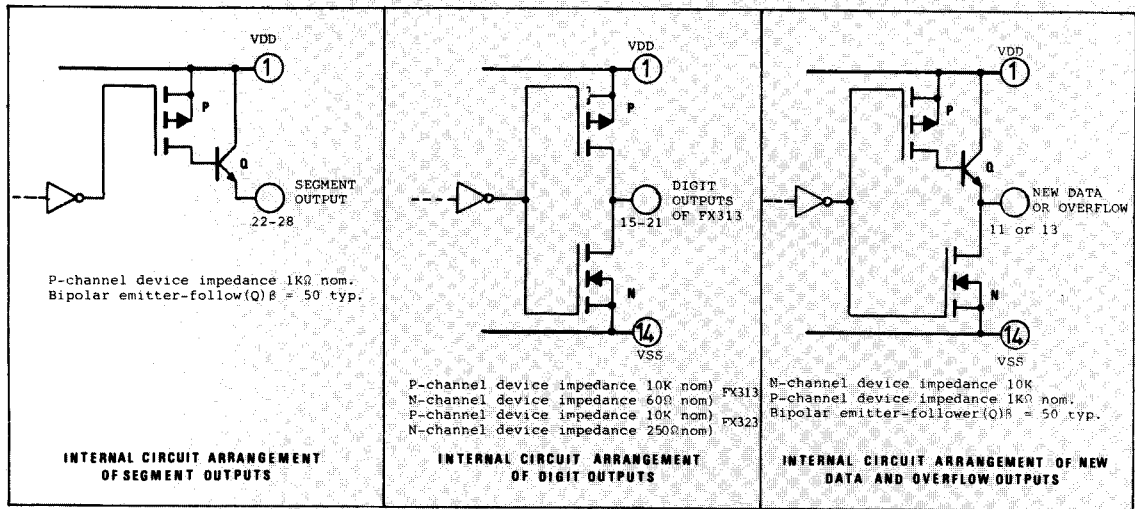 VDD
1
P
Q
SEGMENT
OUTPUT
22-28
P-channel device impedance 1KΩ nom.
Bipolar emitter-follow(Q)β = 50 typ.
INTERNAL CIRCUIT ARRANGEMENT
OF SEGMENT OUTPUTS
VDD
1
P
DIGIT
OUTPUTS
OF FX313
15-21
N
14
VSS
P-channel device impedance 10K nom)
N-channel device impedance 60Ω nom) FX313
P-channel device impedance 10K nom)
N-channel device impedance 250Ω nom) FX323
INTERNAL CIRCUIT ARRANGEMENT
OF DIGIT OUTPUTS
VDD
1
P
Q
NEW DATA
OR OVERFLOW
11 or 13
N
14
VSS
N-channel device impedance 10K
P-channel device impedance 1KΩ nom.
Bipolar emitter-follower(Q)β = 50 typ.
INTERNAL CIRCUIT ARRANGEMENT OF NEW
DATA AND OVERFLOW OUTPUTS